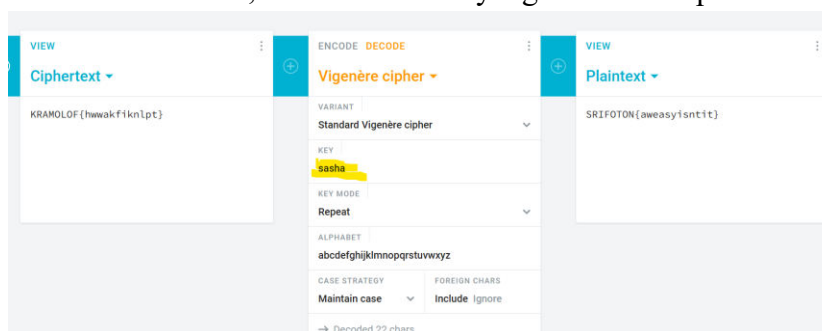 VIEW
Ciphertext
KRAMOLOF{hwwakfiknlpt}
ENCODE DECODE
Vigenère cipher
VARIANT
Standard Vigenère cipher
KEY
sasha
KEY MODE
Repeat
ALPHABET
abcdefghijklmnopqrstuvwxyz
CASE STRATEGY FOREIGN CHARS
Maintain case Include Ignore
→ Decoded 22 chars
VIEW
Plaintext
SRIFOTON{aweasyisntit}